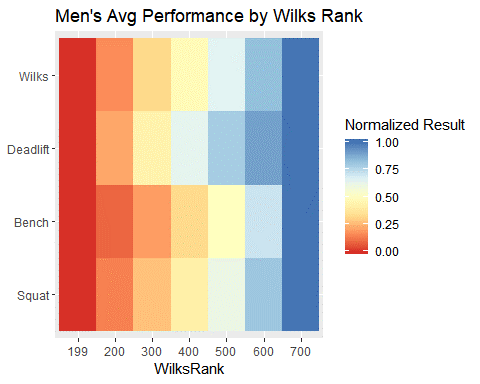 Men's Avg Performance by Wilks Rank
Wilks
Deadlift
Bench
Squat
199 200 300 400 500 600 700
WilksRank
Normalized Result
1.00
0.75
0.50
0.25
0.00